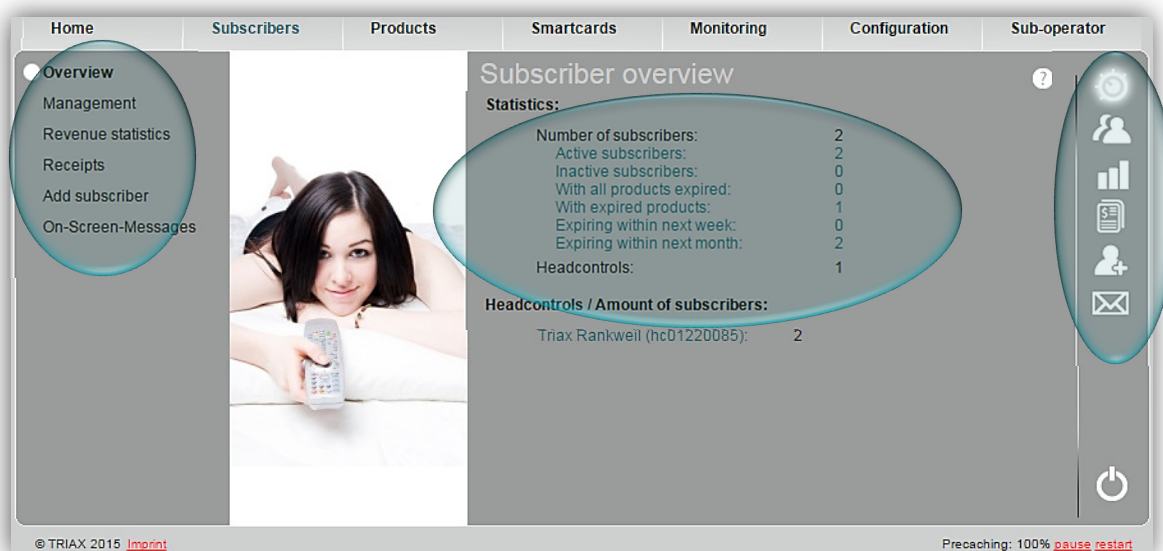 Home Subscribers Products Smartcards Monitoring Configuration Sub-operator
Overview
Management
Revenue statistics
Receipts
Add subscriber
On-Screen-Messages
Subscriber overview ?
Statistics:
Number of subscribers: 2
Active subscribers: 2
Inactive subscribers: 0
With all products expired: 0
With expired products: 1
Expiring within next week: 0
Expiring within next month: 2
Headcontrols: 1
Headcontrols / Amount of subscribers:
Triax Rankweil (hc01220085): 2
© TRIAX 2015 Imprint
Precaching: 100% pause restart